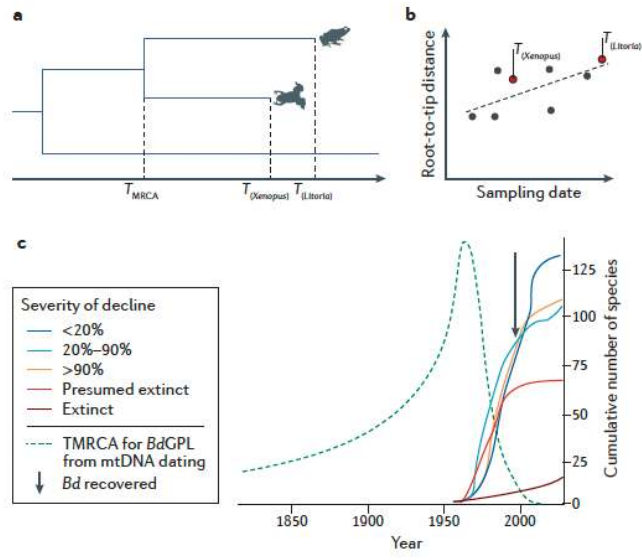 a
T MRCA
T (Xenopus)
T (Litoria)
b
T (Xenopus)
T (Litoria)
Root-to-tip distance
Sampling date
c
Severity of decline
<20%
20%–90%
>90%
Presumed extinct
Extinct
TMRCA for BdGPL
from mtDNA dating
Bd recovered
125
100
75
50
25
0
Cumulative number of species
1850
1900
1950
2000
Year